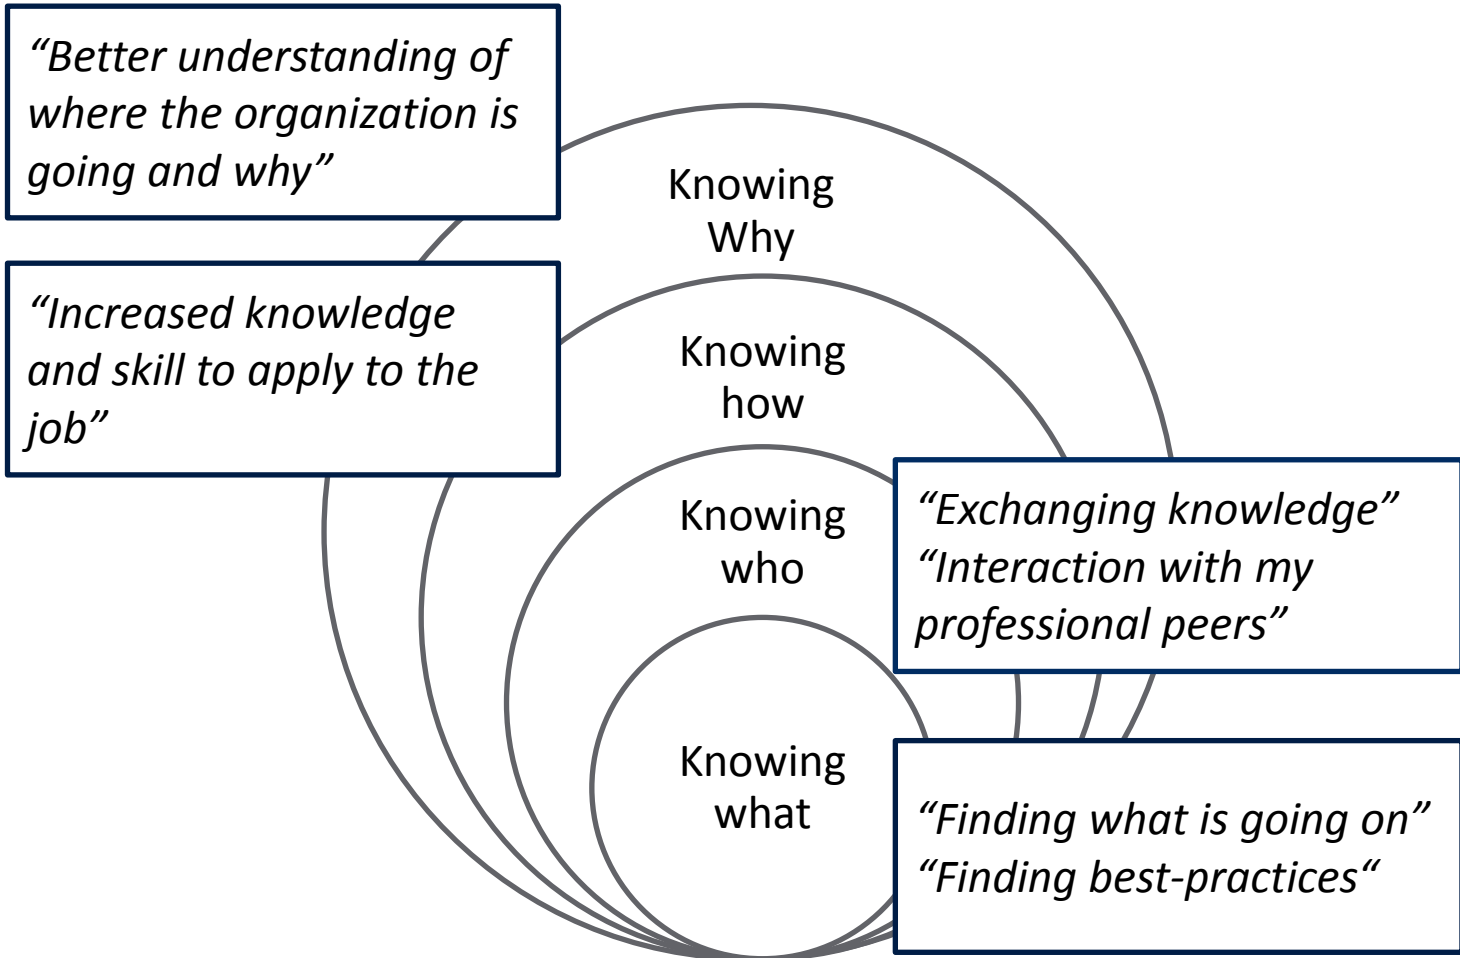 “Better understanding of
where the organization is
going and why”
Knowing
Why
“Increased knowledge
and skill to apply to the
job”
Knowing
how
Knowing
who
“Exchanging knowledge”
“Interaction with my
professional peers”
Knowing
what
“Finding what is going on”
“Finding best-practices“